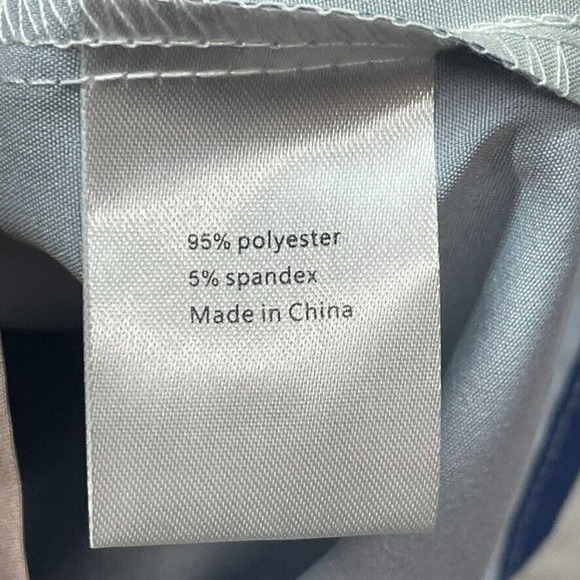 95% polyester
5% spandex
Made in China